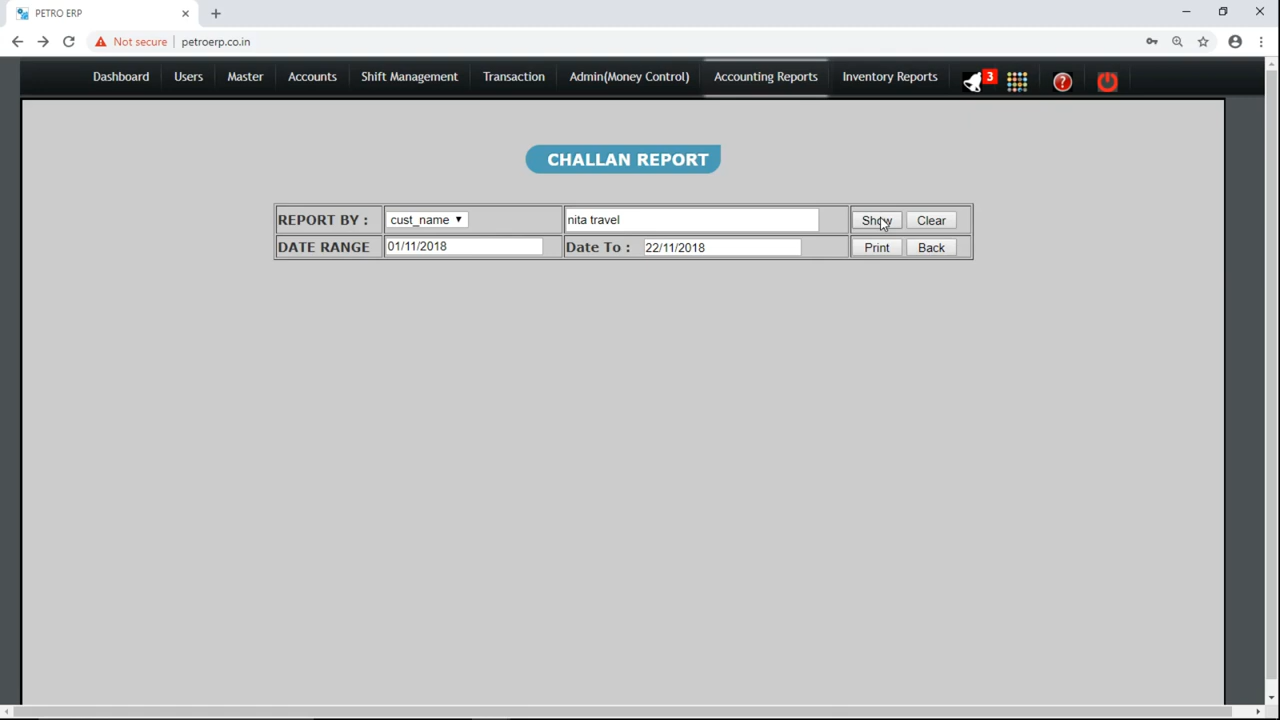 PETRO ERP
Not secure petroerp.co.in
Dashboard Users Master Accounts Shift Management Transaction Admin(Money Control) Accounting Reports Inventory Reports 3 ?
CHALLAN REPORT
REPORT BY : cust_name nita travel Show Clear
DATE RANGE 01/11/2018 Date To : 22/11/2018 Print Back